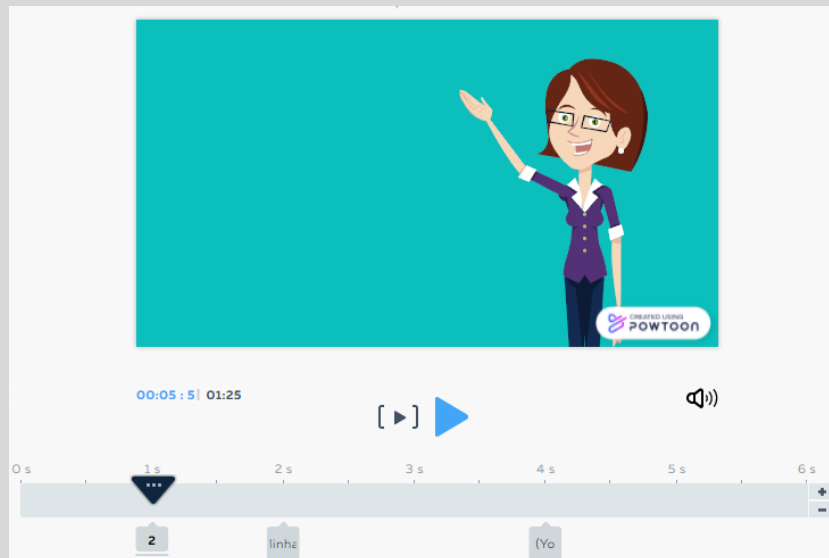 CREATED USING
POWTOON
00:05 : 5| 01:25
0 s 1 s 2 s 3 s 4 s 5 s 6 s
2 linha (Yo